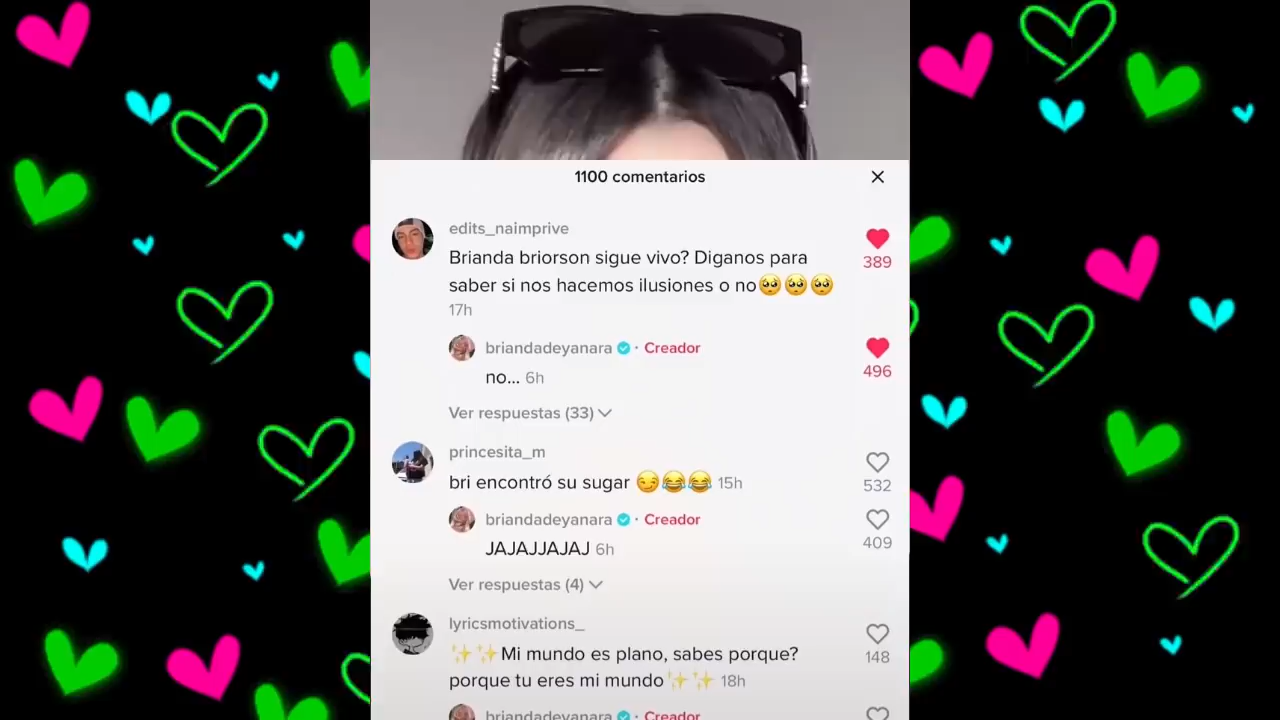 1100 comentarios
edits_naimprive
Brianda briorson sigue vivo? Diganos para
saber si nos hacemos ilusiones o no🥺🥺🥺
389
17h
briandadeyanara · Creador
no... 6h
496
Ver respuestas (33)
princesita_m
bri encontró su sugar 😏😂😂 15h
532
briandadeyanara · Creador
JAJAJJAJAJ 6h
409
Ver respuestas (4)
lyricsmotivations_
✨✨Mi mundo es plano, sabes porque?
porque tu eres mi mundo✨✨ 18h
148
briandadeyanara · Creador